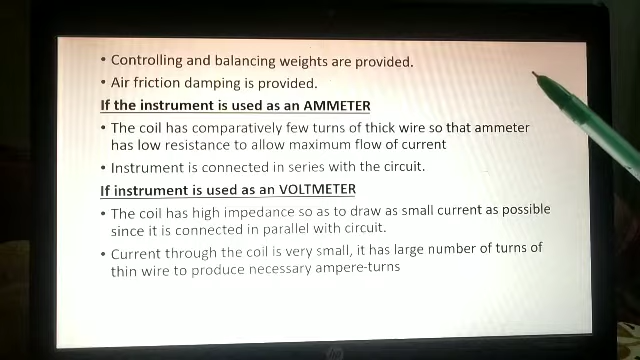 • Controlling and balancing weights are provided.
• Air friction damping is provided.
If the instrument is used as an AMMETER
• The coil has comparatively few turns of thick wire so that ammeter
has low resistance to allow maximum flow of current
• Instrument is connected in series with the circuit.
If instrument is used as an VOLTMETER
• The coil has high impedance so as to draw as small current as possible
since it is connected in parallel with circuit.
• Current through the coil is very small, it has large number of turns of
thin wire to produce necessary ampere-turns
hp